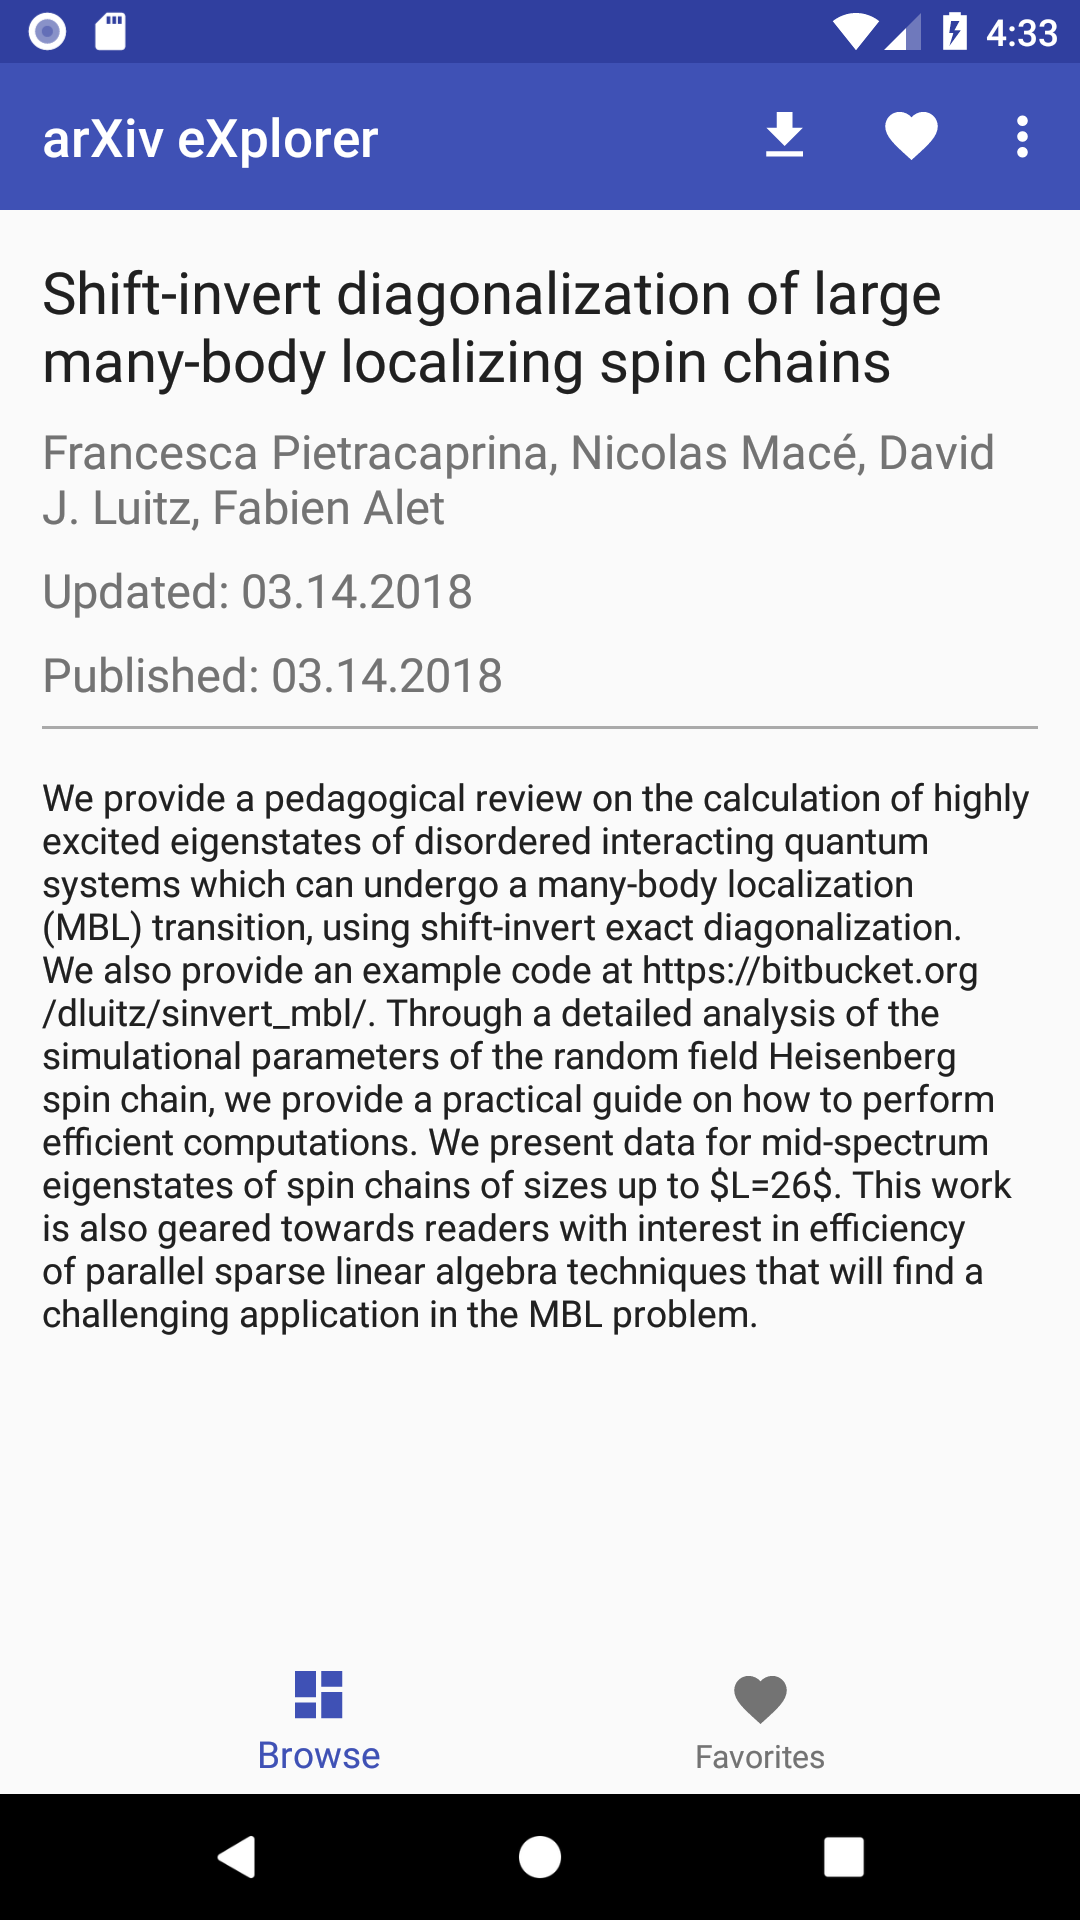 4:33
arXiv eXplorer
Shift-invert diagonalization of large
many-body localizing spin chains
Francesca Pietracaprina, Nicolas Macé, David
J. Luitz, Fabien Alet
Updated: 03.14.2018
Published: 03.14.2018
We provide a pedagogical review on the calculation of highly
excited eigenstates of disordered interacting quantum
systems which can undergo a many-body localization
(MBL) transition, using shift-invert exact diagonalization.
We also provide an example code at https://bitbucket.org
/dluitz/sinvert_mbl/. Through a detailed analysis of the
simulational parameters of the random field Heisenberg
spin chain, we provide a practical guide on how to perform
efficient computations. We present data for mid-spectrum
eigenstates of spin chains of sizes up to $L=26$. This work
is also geared towards readers with interest in efficiency
of parallel sparse linear algebra techniques that will find a
challenging application in the MBL problem.
Browse
Favorites